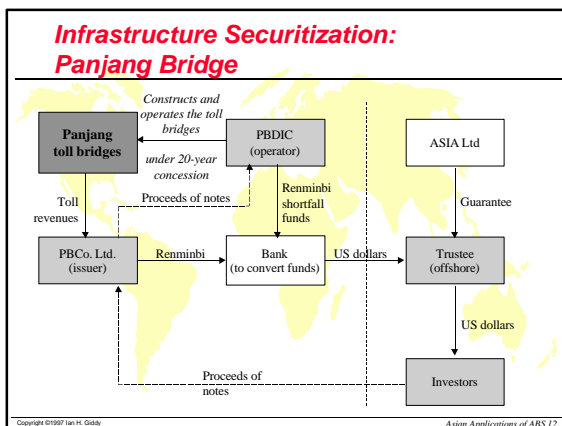 Infrastructure Securitization:
Panjang Bridge
Constructs and
operates the toll
bridges
under 20-year
concession
Panjang
toll bridges
PBDIC
(operator)
ASIA Ltd
Toll
revenues
Proceeds of notes
Renminbi
shortfall
funds
Guarantee
PBCo. Ltd.
(issuer)
Renminbi
Bank
(to convert funds)
US dollars
Trustee
(offshore)
US dollars
Proceeds of
notes
Investors
Copyright ©1997 Ian H. Giddy
Asian Applications of ABS 12